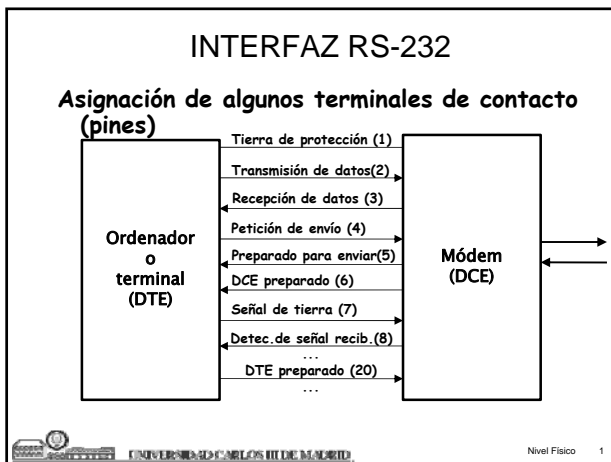 INTERFAZ RS-232
Asignación de algunos terminales de contacto
(pines)
Tierra de protección (1)
Transmisión de datos(2)
Recepción de datos (3)
Petición de envío (4)
Preparado para enviar(5)
DCE preparado (6)
Señal de tierra (7)
Detec.de señal recib.(8)
...
DTE preparado (20)
...
Ordenador
o
terminal
(DTE)
Módem
(DCE)
UNIVERSIDAD CARLOS III DE MADRID
Nivel Físico 1